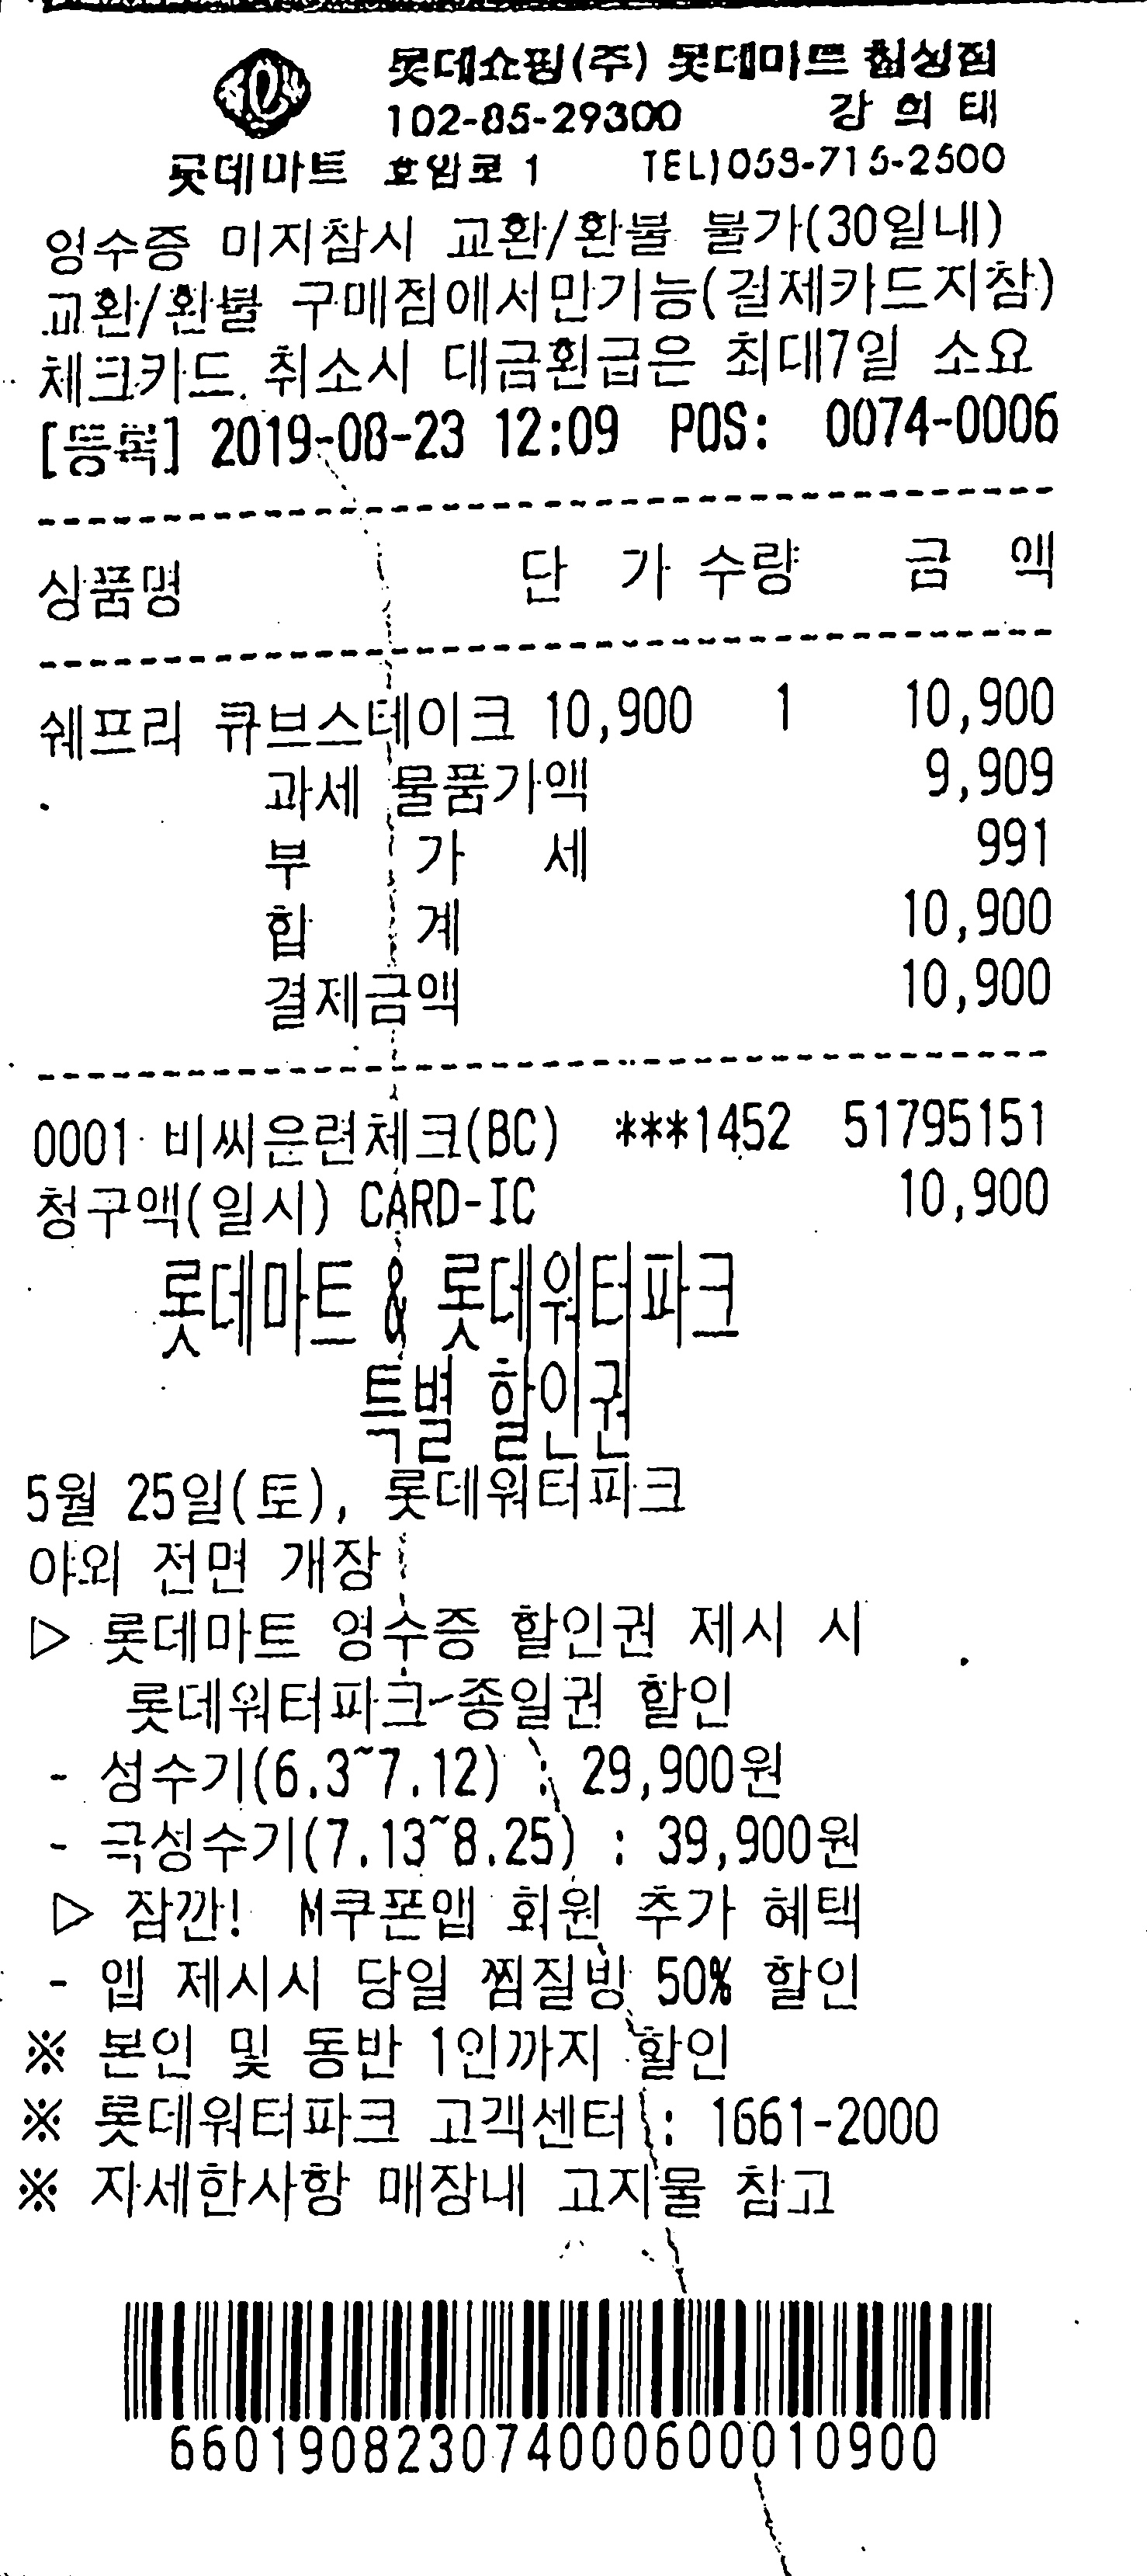 롯데쇼핑(주) 롯데마트 칠성점
102-85-29300 강 희 태
롯데마트 호암로 1 TEL)053-715-2500
영수증 미지참시 교환/환불 불가(30일내)
교환/환불 구매점에서만가능(결제카드지참)
체크카드 취소시 대금환급은 최대7일 소요
[등록] 2019-08-23 12:09 POS: 0074-0006
상품명 단 가 수량 금 액
쉐프리 큐브스테이크 10,900 1 10,900
과세 물품가액 9,909
부 가 세 991
합 계 10,900
결제금액 10,900
0001 비씨운련체크(BC) ***1452 51795151
청구액(일시) CARD-IC 10,900
롯데마트 & 롯데워터파크
특별 할인권
5월 25일(토), 롯데워터파크
야외 전면 개장
▷ 롯데마트 영수증 할인권 제시 시
롯데워터파크 종일권 할인
- 성수기(6.3~7.12) : 29,900원
- 극성수기(7.13~8.25) : 39,900원
▷ 잠깐! M쿠폰앱 회원 추가 혜택
- 앱 제시시 당일 찜질방 50% 할인
※ 본인 및 동반 1인까지 할인
※ 롯데워터파크 고객센터 : 1661-2000
※ 자세한사항 매장내 고지물 참고
660190823074000600010900